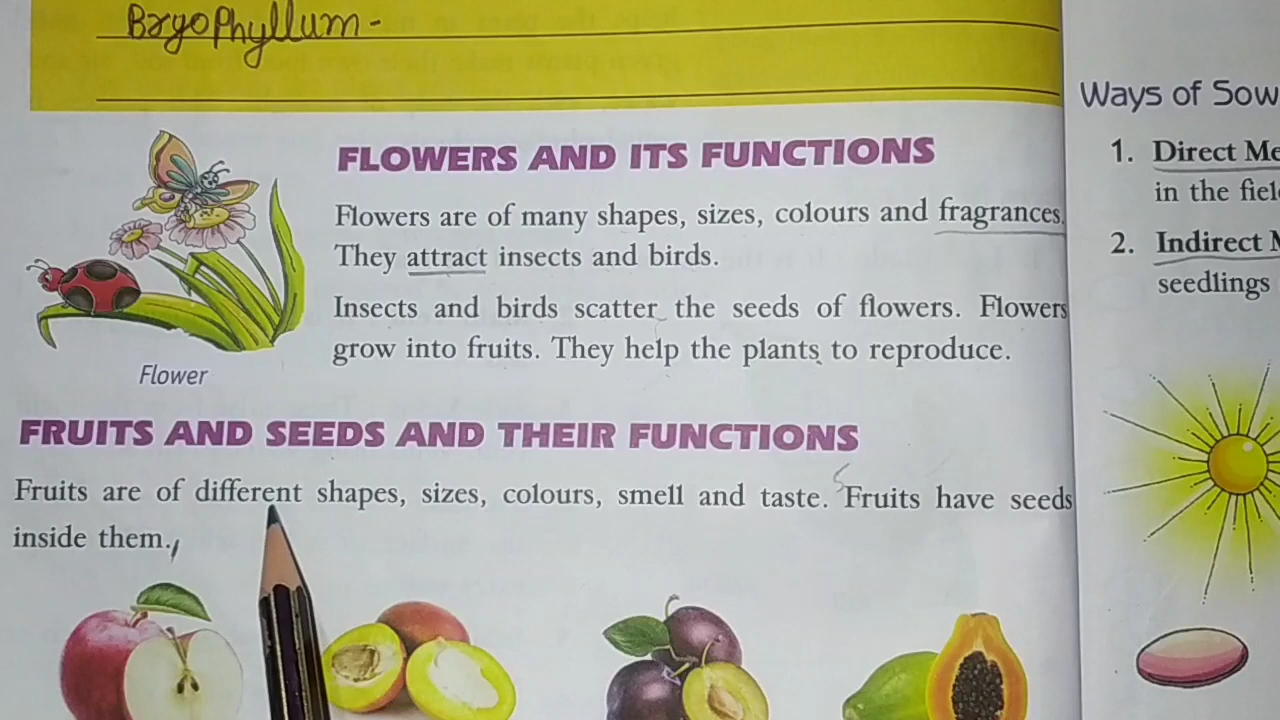 Bryophyllum -
FLOWERS AND ITS FUNCTIONS
Flowers are of many shapes, sizes, colours and fragrances.
They attract insects and birds.
Insects and birds scatter the seeds of flowers. Flowers
grow into fruits. They help the plants to reproduce.
Flower
FRUITS AND SEEDS AND THEIR FUNCTIONS
Fruits are of different shapes, sizes, colours, smell and taste. Fruits have seeds
inside them.
Ways of Sow
1. Direct Me
in the fiel
2. Indirect M
seedlings